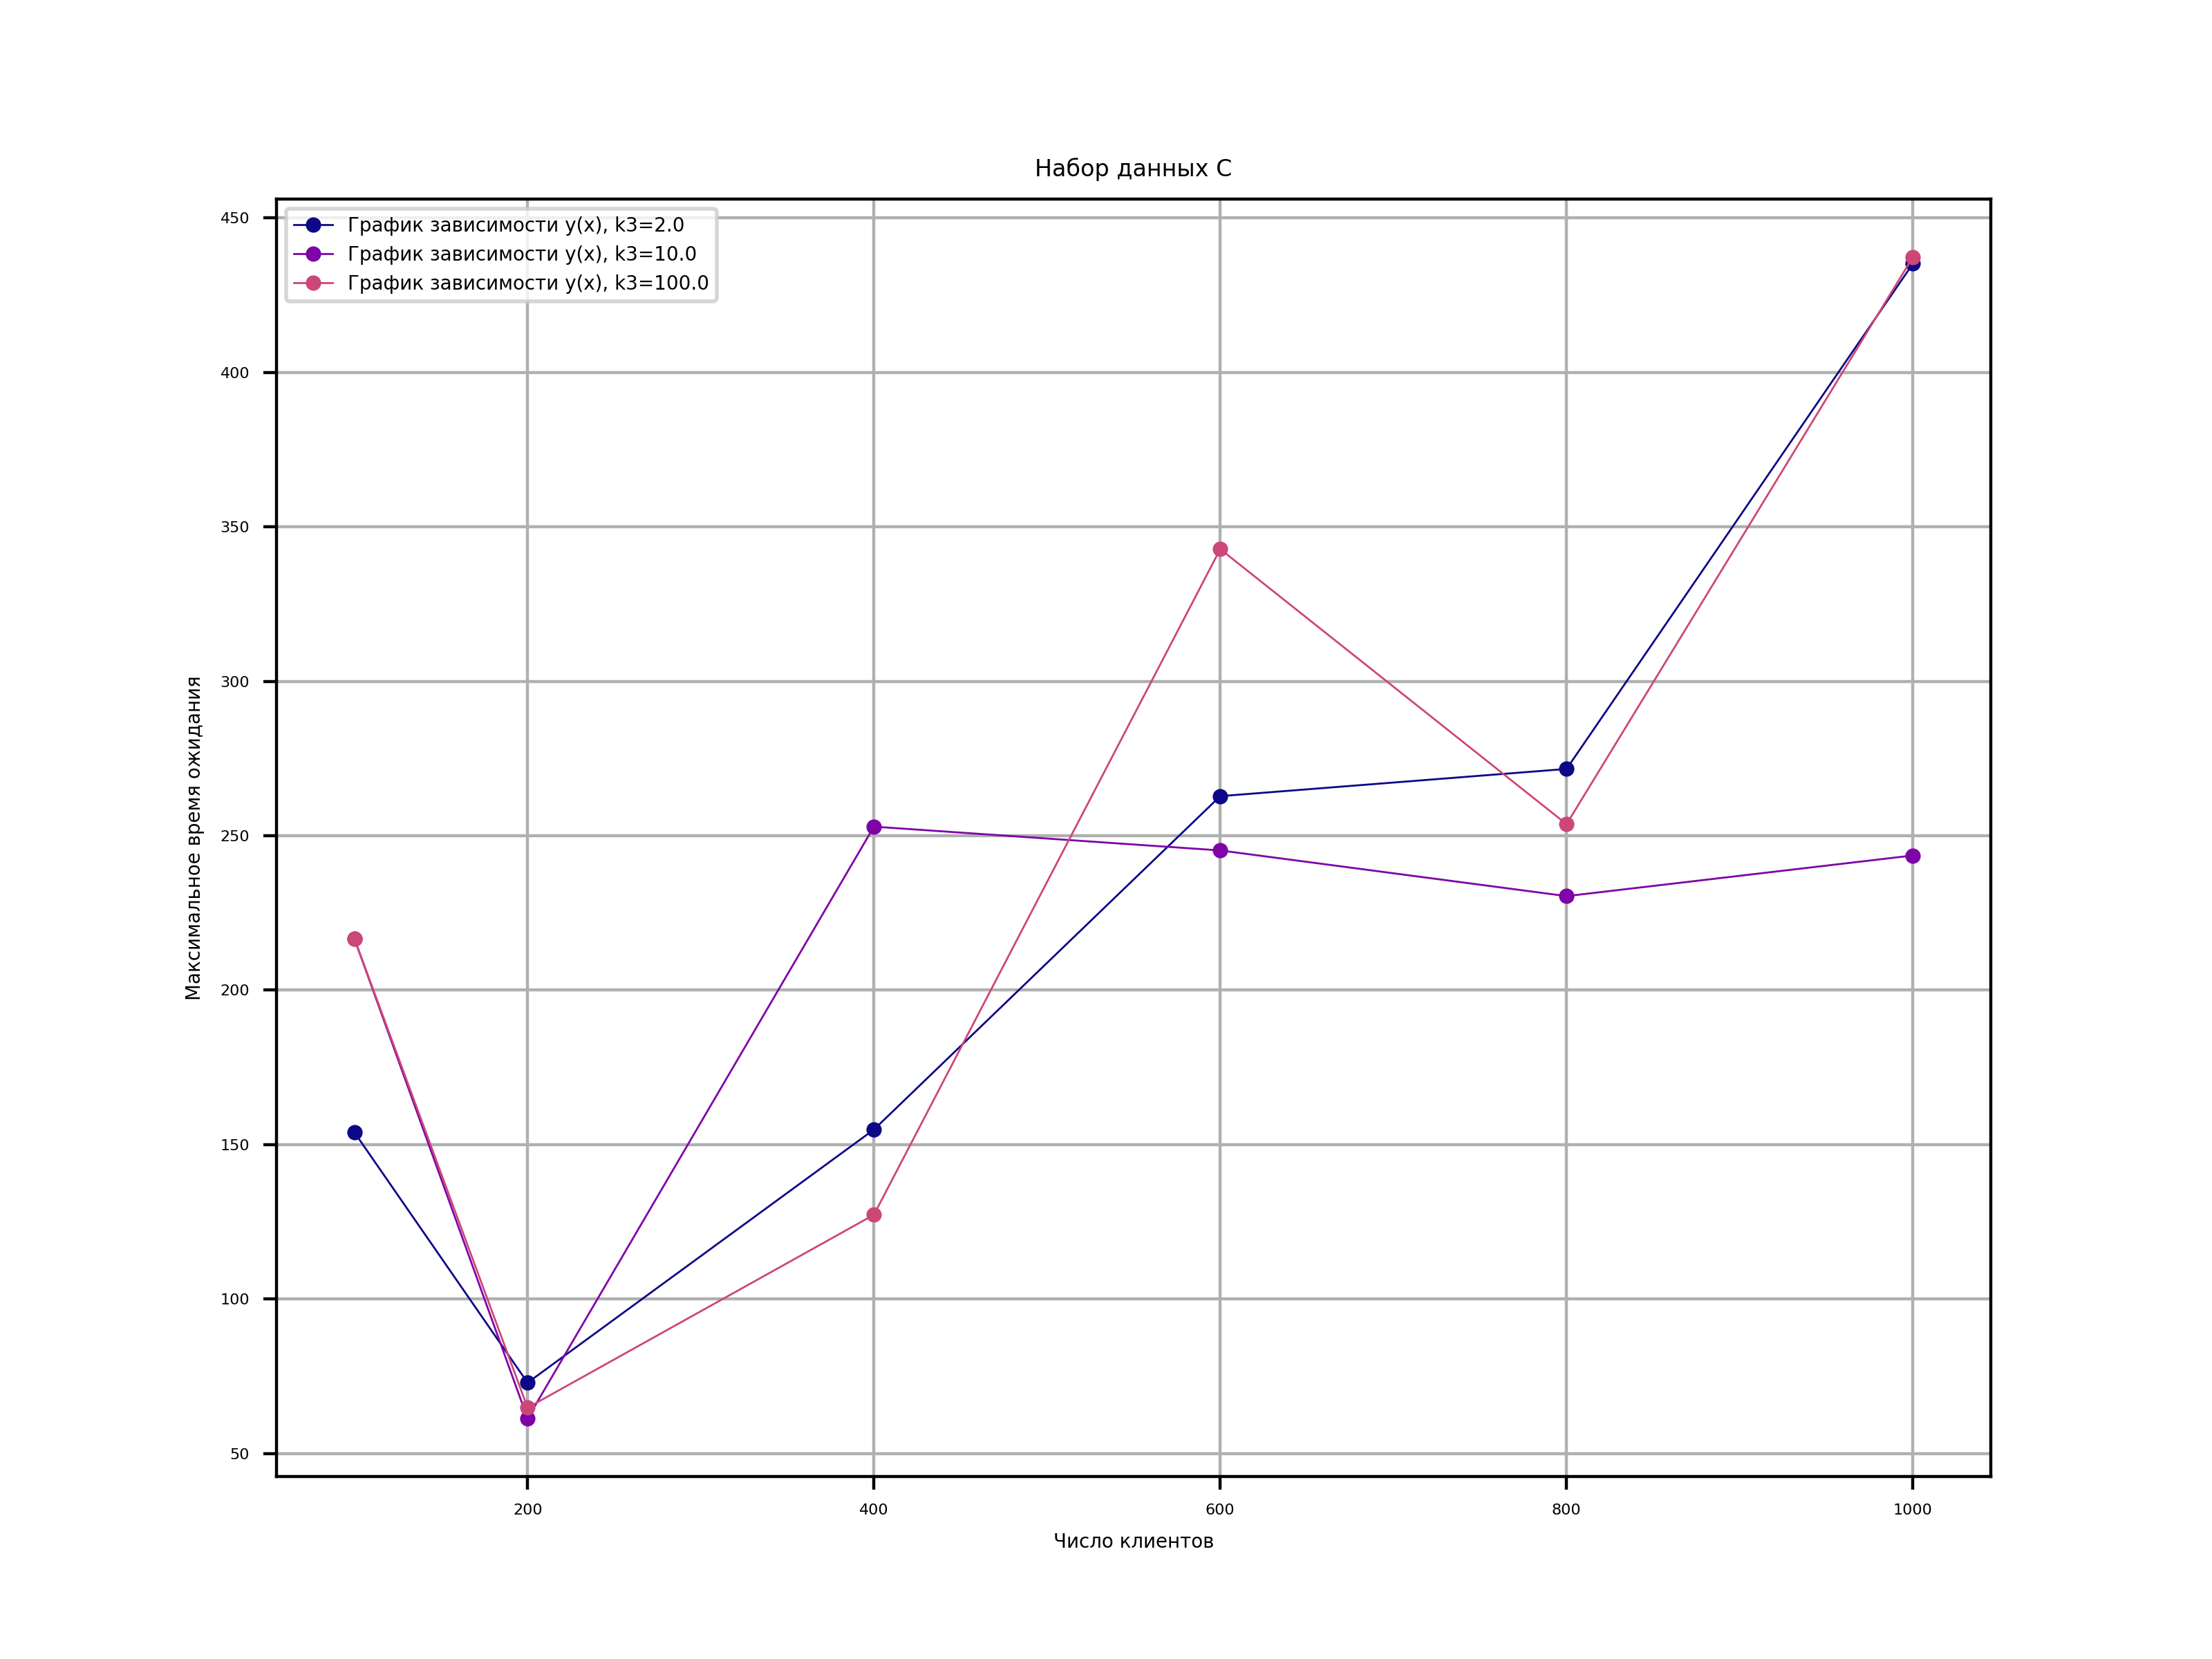 Набор данных C
График зависимости y(x), k3=2.0
График зависимости y(x), k3=10.0
График зависимости y(x), k3=100.0
450
400
350
300
250
200
150
100
50
Максимальное время ожидания
200 400 600 800 1000
Число клиентов